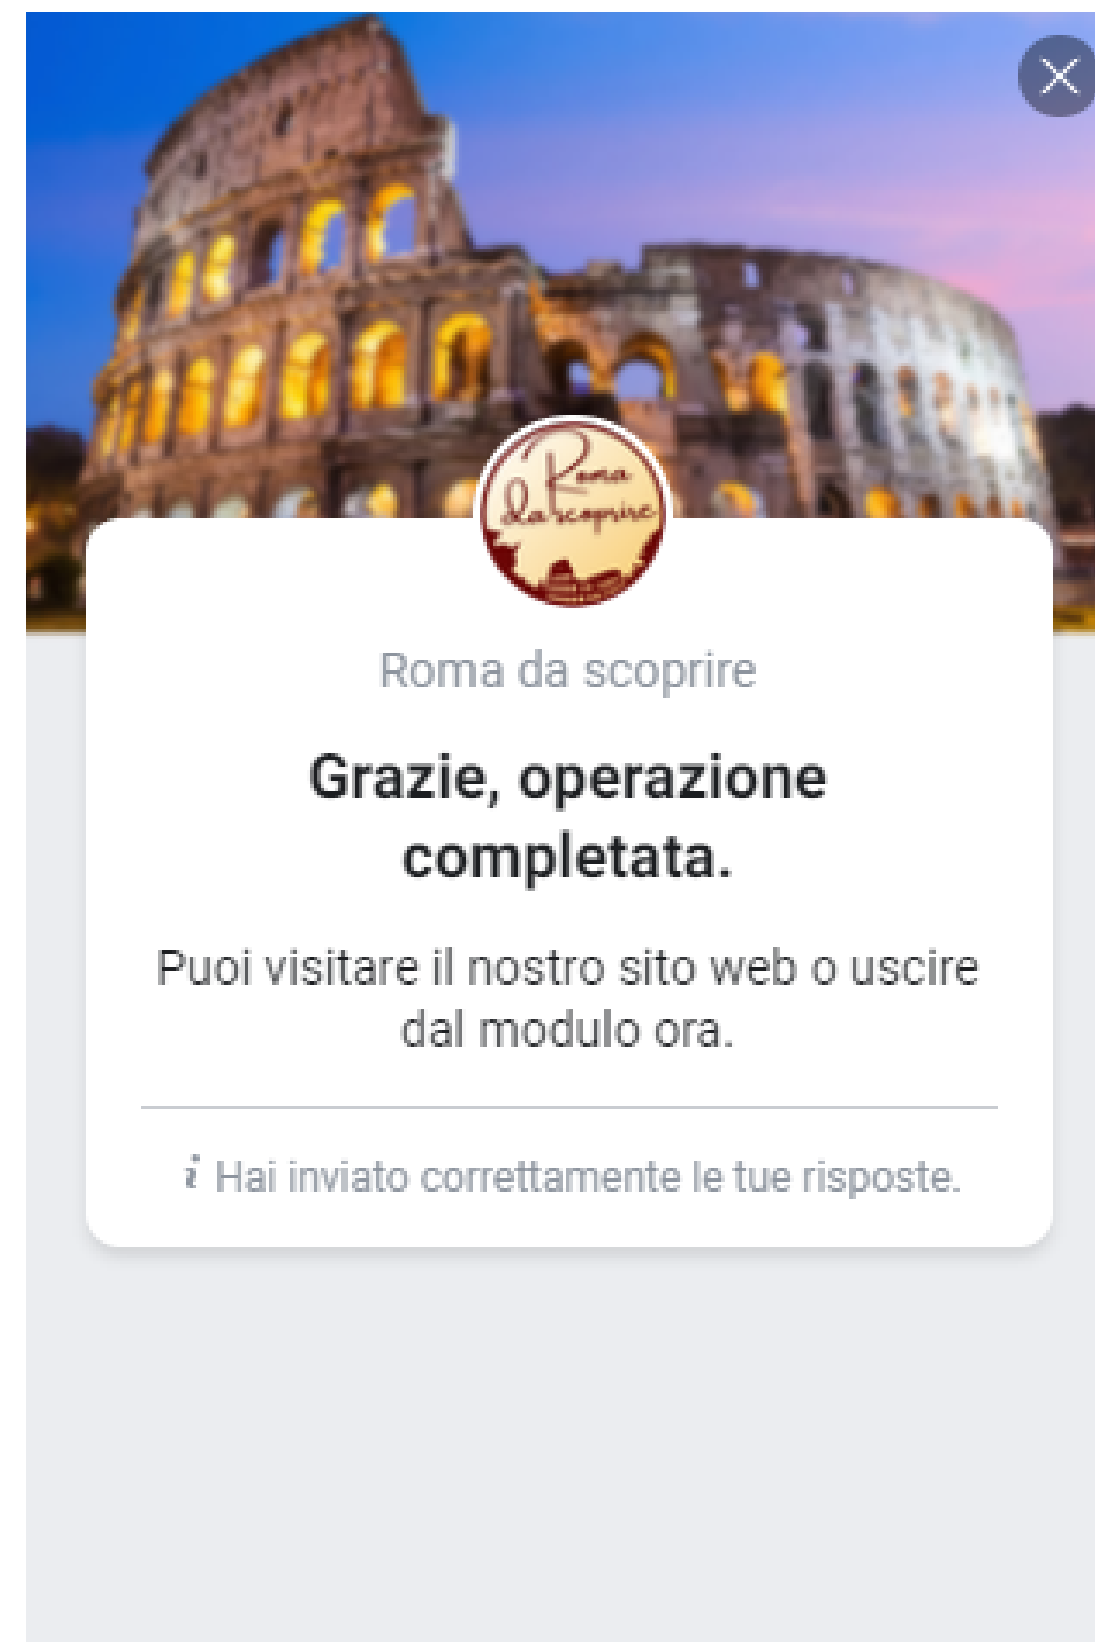 Roma
da scoprire
Roma da scoprire
Grazie, operazione
completata.
Puoi visitare il nostro sito web o uscire
dal modulo ora.
i Hai inviato correttamente le tue risposte.